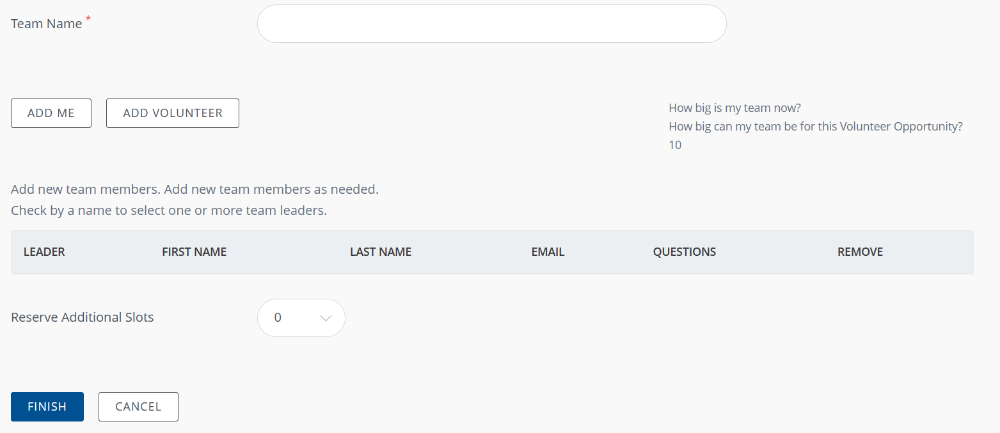 Team Name *
ADD ME ADD VOLUNTEER
How big is my team now?
How big can my team be for this Volunteer Opportunity?
10
Add new team members. Add new team members as needed.
Check by a name to select one or more team leaders.
LEADER FIRST NAME LAST NAME EMAIL QUESTIONS REMOVE
Reserve Additional Slots 0
FINISH CANCEL